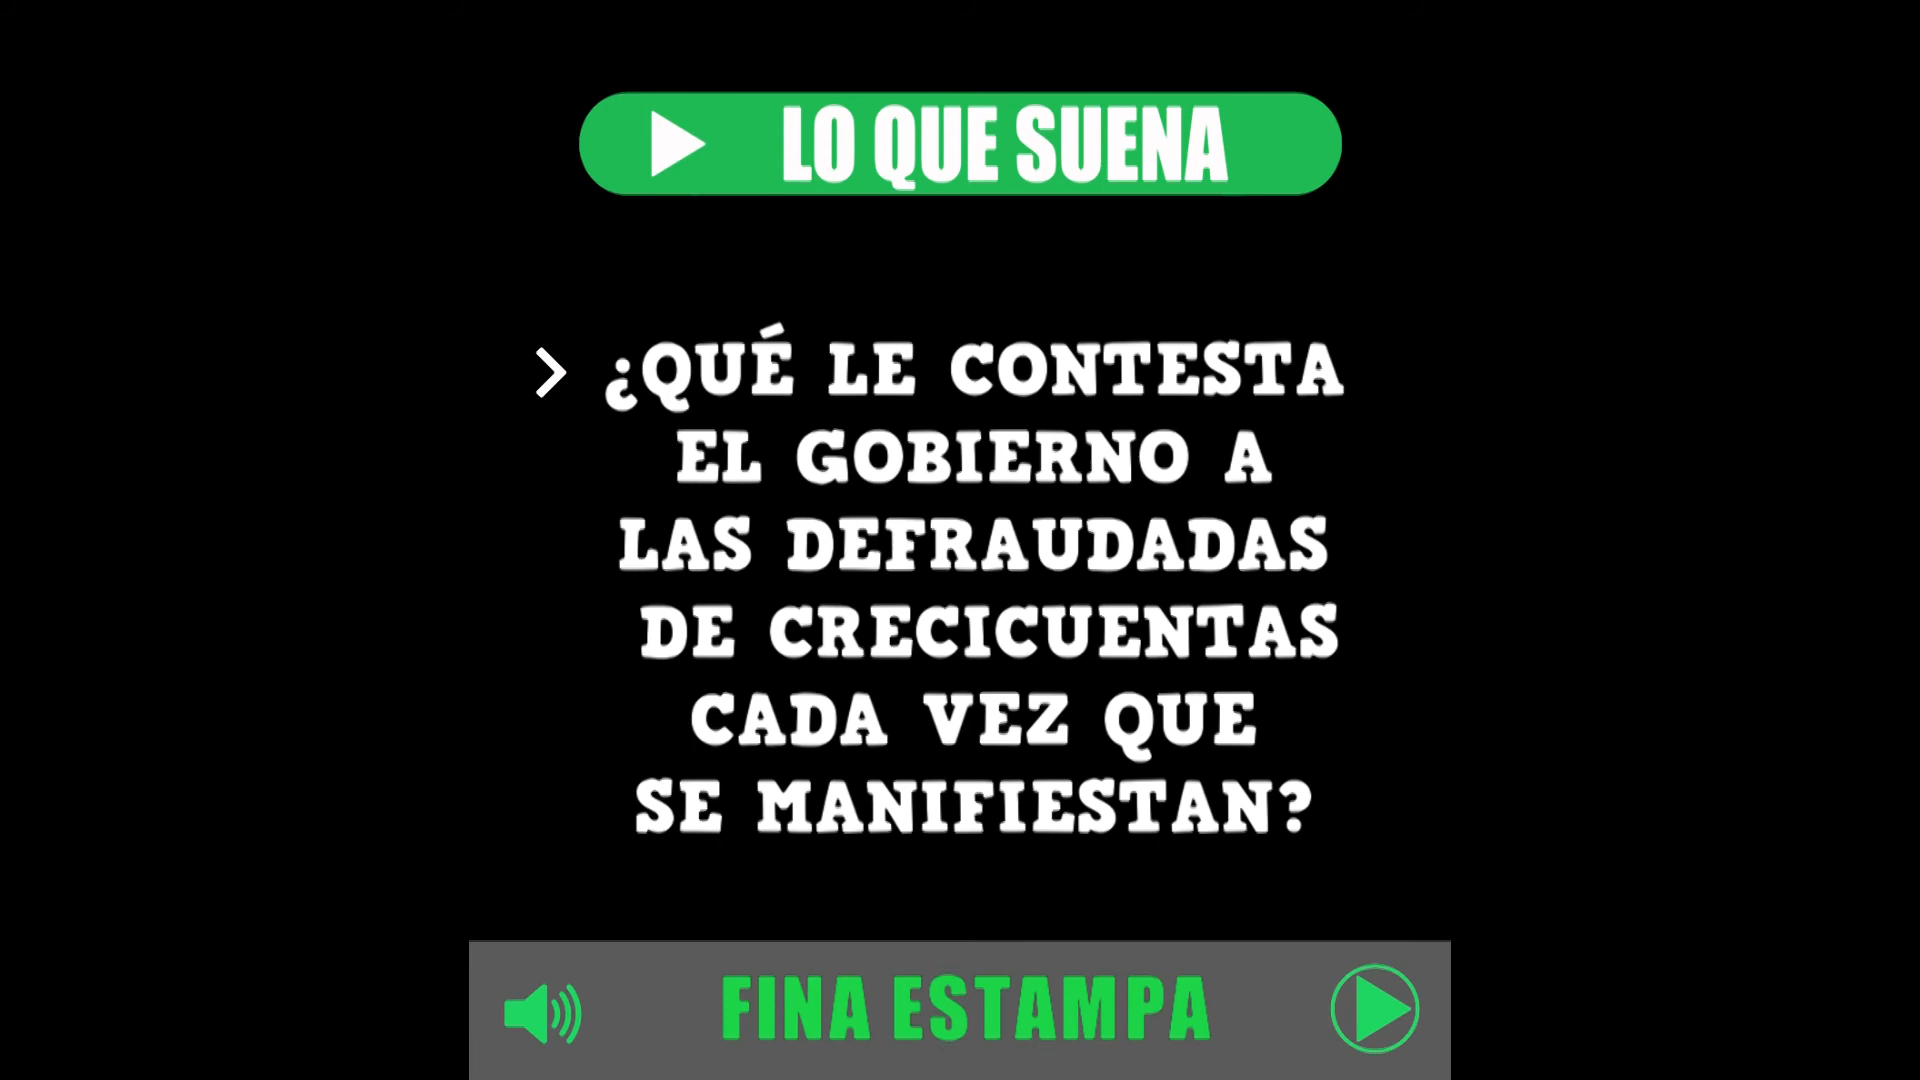 LO QUE SUENA
¿QUÉ LE CONTESTA
EL GOBIERNO A
LAS DEFRAUDADAS
DE CRECICUENTAS
CADA VEZ QUE
SE MANIFIESTAN?
FINA ESTAMPA